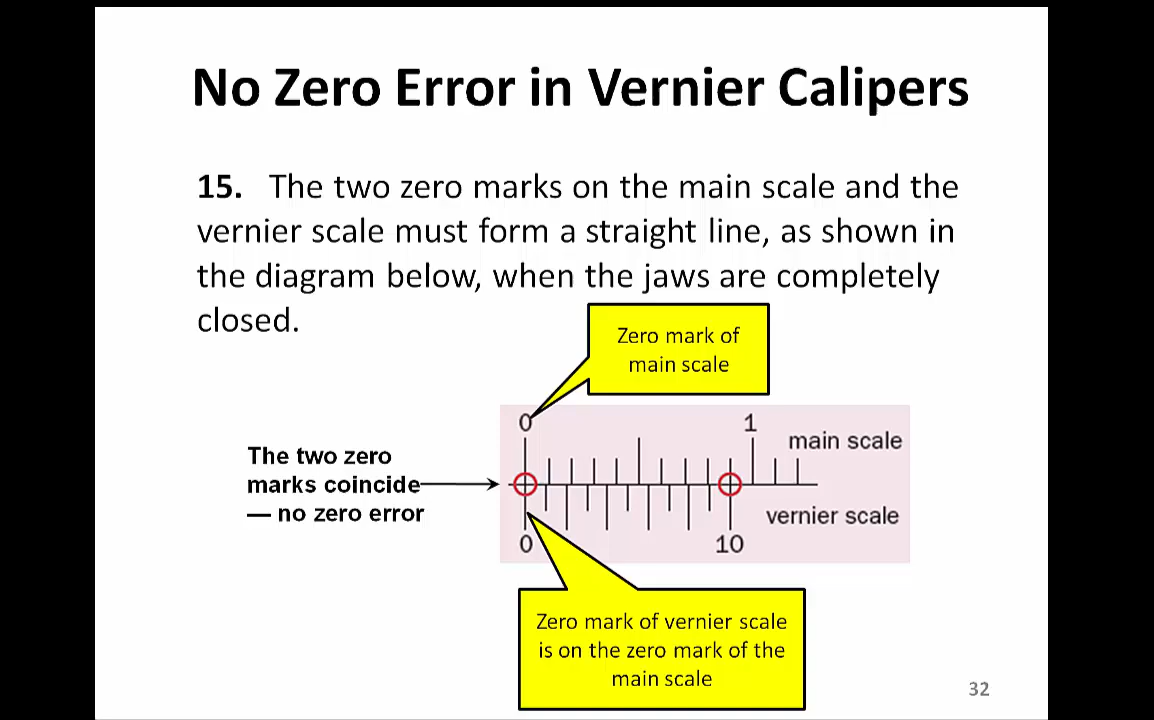 No Zero Error in Vernier Calipers
15. The two zero marks on the main scale and the
vernier scale must form a straight line, as shown in
the diagram below, when the jaws are completely
closed.
Zero mark of
main scale
0 1
main scale
The two zero
marks coincide
— no zero error
vernier scale
0 10
Zero mark of vernier scale
is on the zero mark of the
main scale
32